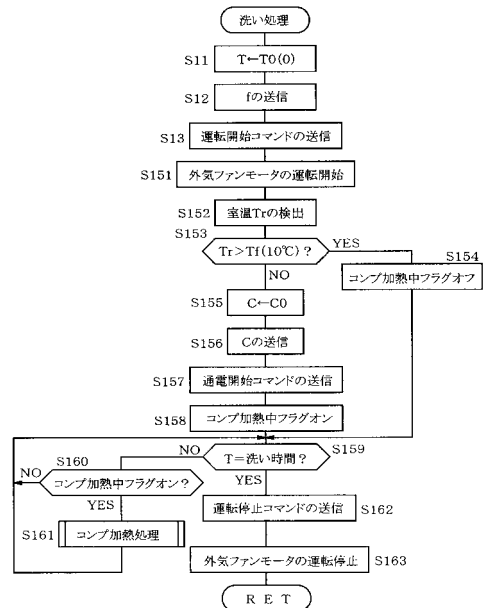 洗い処理
S11
T←T0(0)
S12
fの送信
S13
運転開始コマンドの送信
S151
外気ファンモータの運転開始
S152
室温Trの検出
S153
Tr>Tf(10℃)?
YES
S154
コンプ加熱中フラグオフ
NO
S155
C←C0
S156
Cの送信
S157
通電開始コマンドの送信
S158
コンプ加熱中フラグオン
NO
T=洗い時間?
S159
S160
NO
コンプ加熱中フラグオン?
YES
YES
運転停止コマンドの送信
S162
S161
コンプ加熱処理
外気ファンモータの運転停止
S163
RET